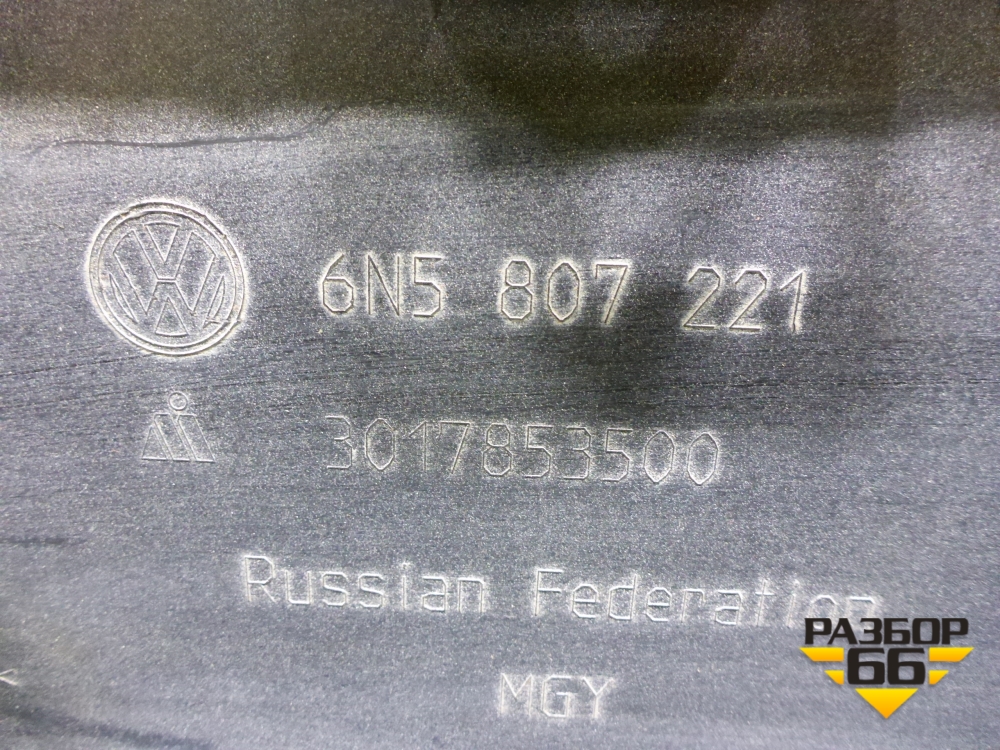 6N5 807 221
3017853500
Russian Federation
MGY
РАЗБОР
66